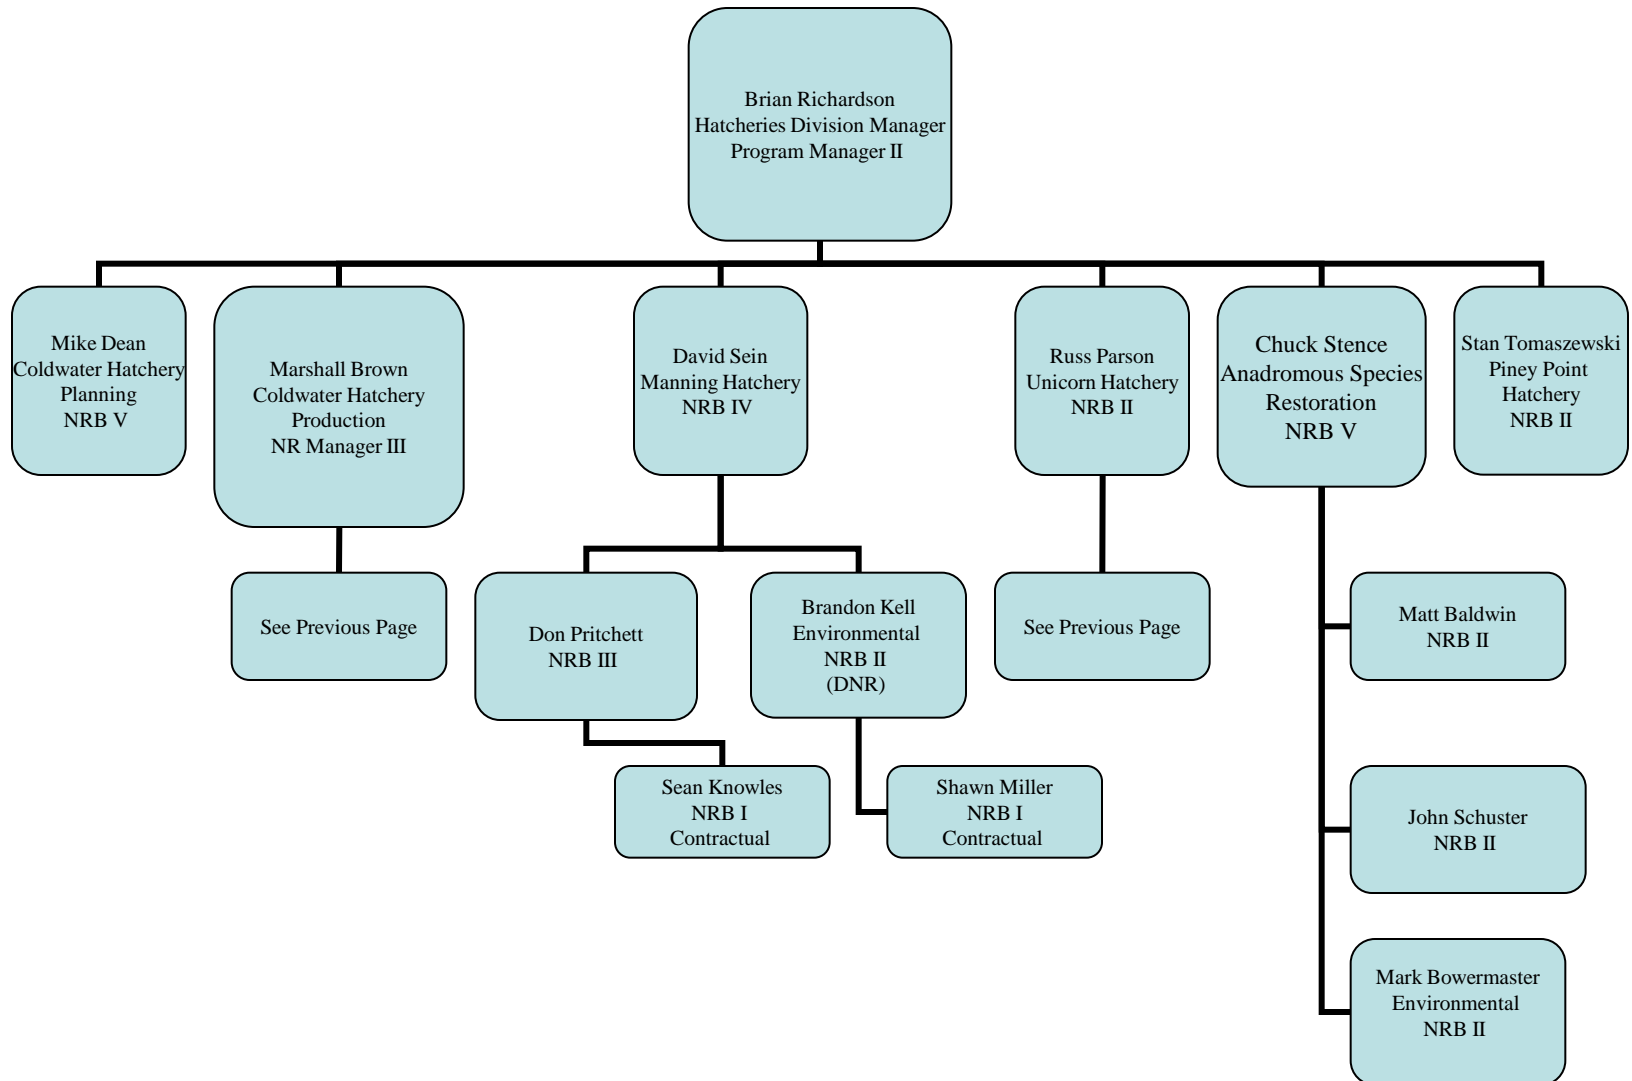 Brian Richardson
Hatcheries Division Manager
Program Manager II
Mike Dean
Coldwater Hatchery
Planning
NRB V
Marshall Brown
Coldwater Hatchery
Production
NR Manager III
David Sein
Manning Hatchery
NRB IV
Russ Parson
Unicorn Hatchery
NRB II
Chuck Stence
Anadromous Species
Restoration
NRB V
Stan Tomaszewski
Piney Point
Hatchery
NRB II
See Previous Page
Don Pritchett
NRB III
Brandon Kell
Environmental
NRB II
(DNR)
See Previous Page
Matt Baldwin
NRB II
Sean Knowles
NRB I
Contractual
Shawn Miller
NRB I
Contractual
John Schuster
NRB II
Mark Bowermaster
Environmental
NRB II